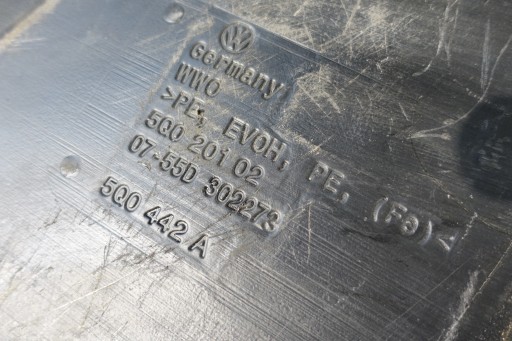 Germany
WWO
>PE, EVOH, PE, (Fe)<
5Q0 201 02
07-55D 302273
5Q0 442 A